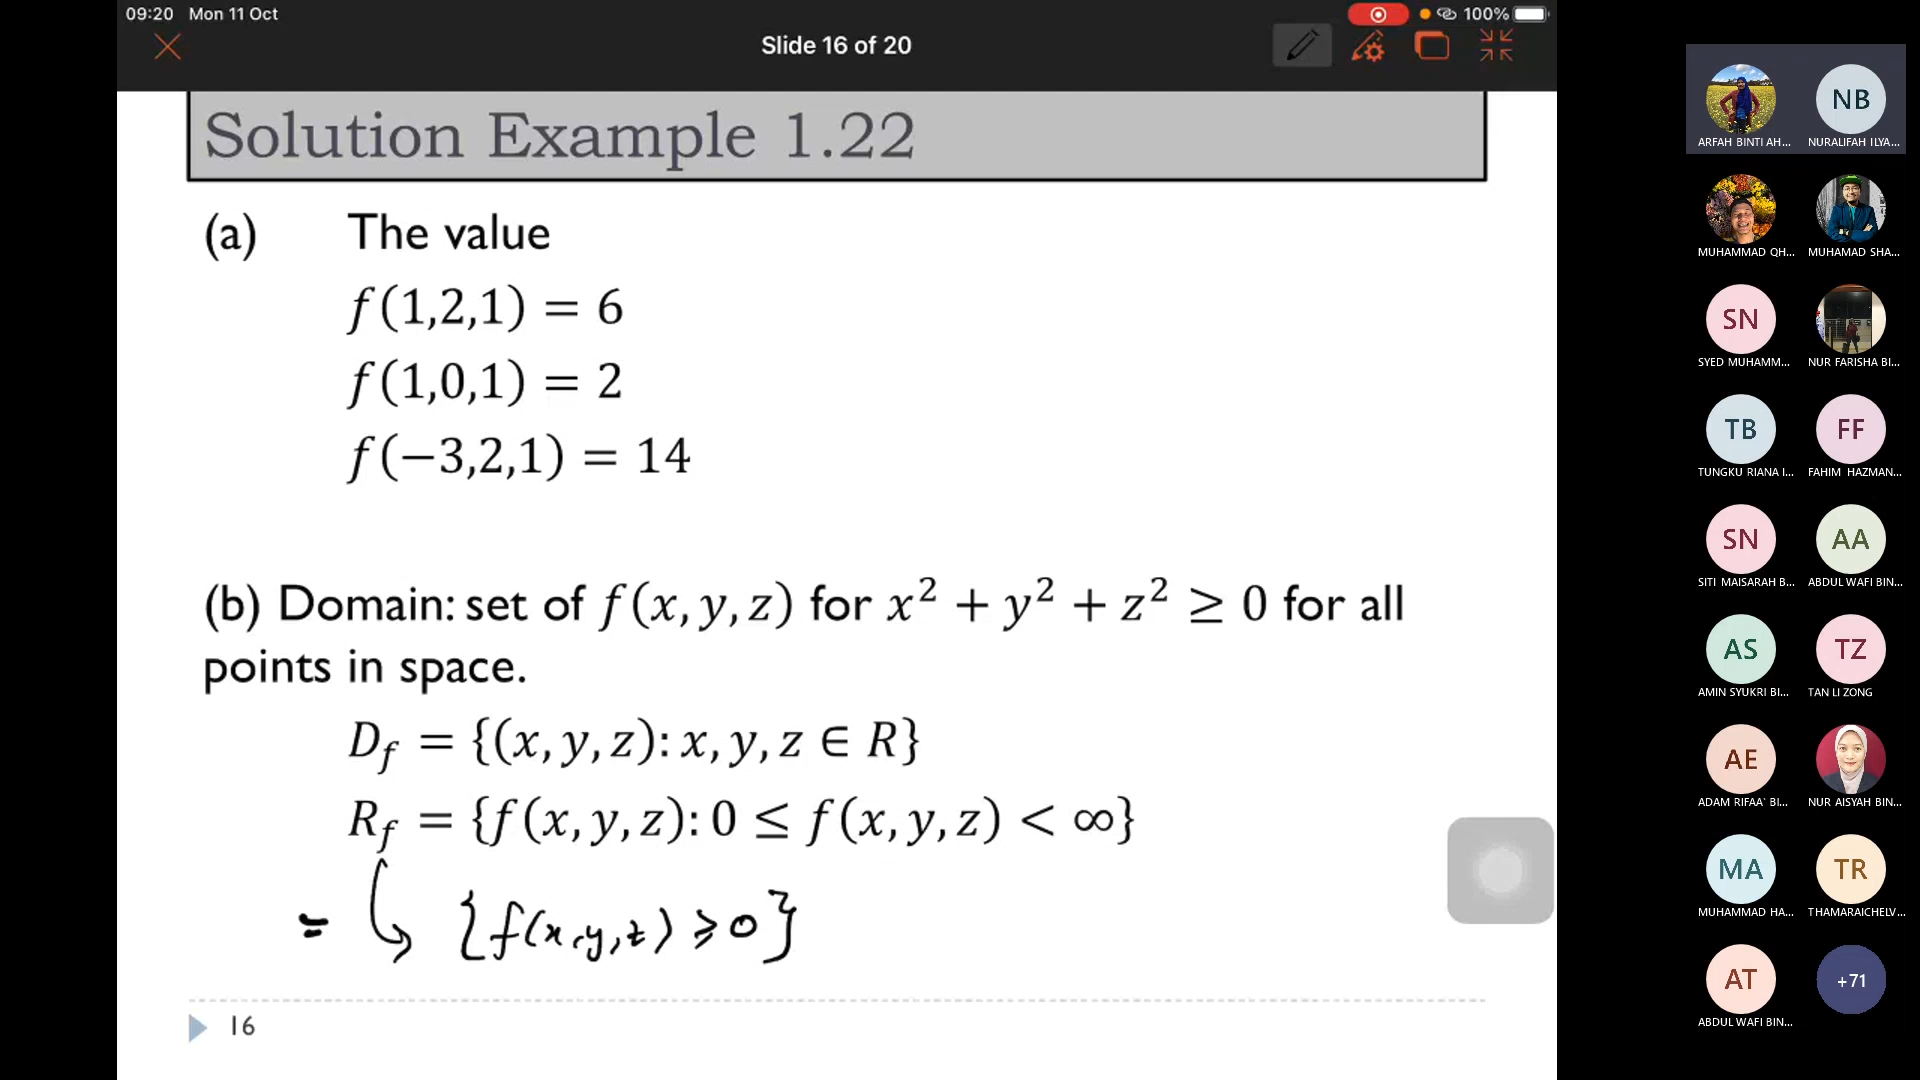 09:20 Mon 11 Oct
100%
Slide 16 of 20
Solution Example 1.22
(a) The value
f(1,2,1) = 6
f(1,0,1) = 2
f(−3,2,1) = 14
(b) Domain: set of f(x, y, z) for x² + y² + z² ≥ 0 for all
points in space.
D_f = {(x, y, z): x, y, z ∈ R}
R_f = {f(x, y, z): 0 ≤ f(x, y, z) < ∞}
= {f(x,y,z) ≥ 0}
16
NB
ARFAH BINTI AH... NURALIFAH ILYA...
MUHAMMAD QH... MUHAMAD SHA...
SN
SYED MUHAMM... NUR FARISHA BI...
TB FF
TUNGKU RIANA I... FAHIM HAZMAN...
SN AA
SITI MAISARAH B... ABDUL WAFI BIN...
AS TZ
AMIN SYUKRI BI... TAN LI ZONG
AE
ADAM RIFAA` BI... NUR AISYAH BIN...
MA TR
MUHAMMAD HA... THAMARAICHELV...
AT +71
ABDUL WAFI BIN...